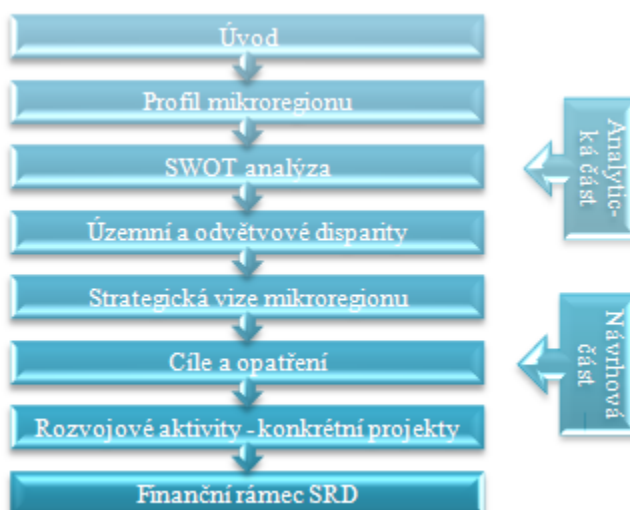 Úvod
Profil mikroregionu
SWOT analýza
Územní a odvětvové disparity
Strategická vize mikroregionu
Cíle a opatření
Rozvojové aktivity - konkrétní projekty
Finanční rámec SRD
Analytic-
ká část
Návrhová
část